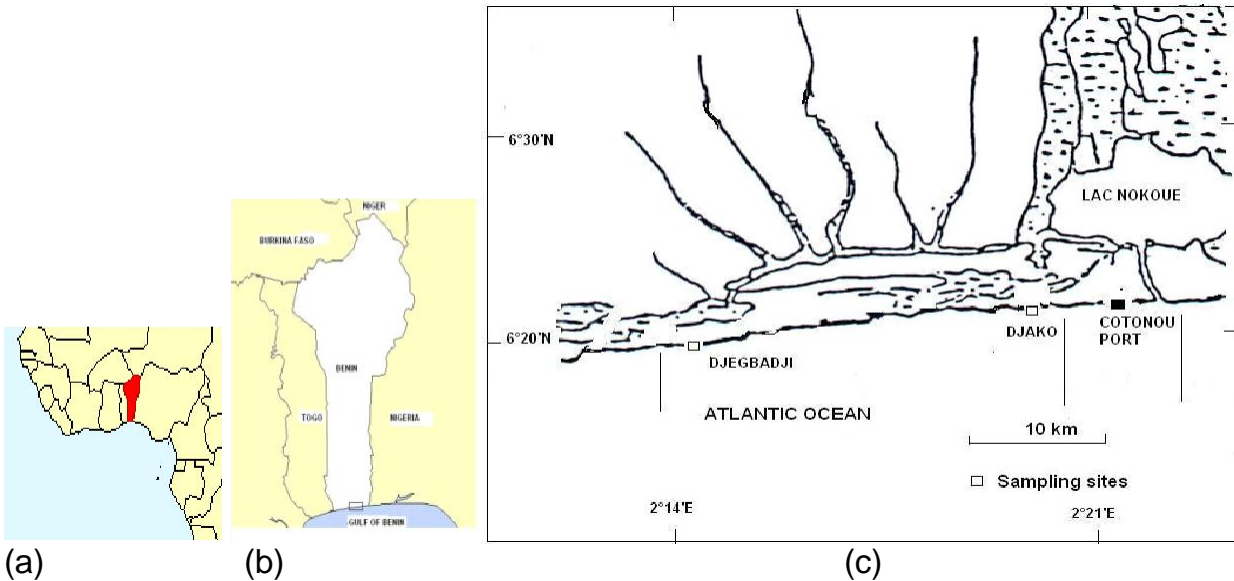 (a)
NIGER
BURKINA FASO
BENIN
TOGO
NIGERIA
GULF OF BENIN
(b)
6°30'N
LAC NOKOUE
6°20'N
DJAKO
COTONOU
PORT
DJEGBADJI
ATLANTIC OCEAN
10 km
Sampling sites
2°14'E
2°21'E
(c)